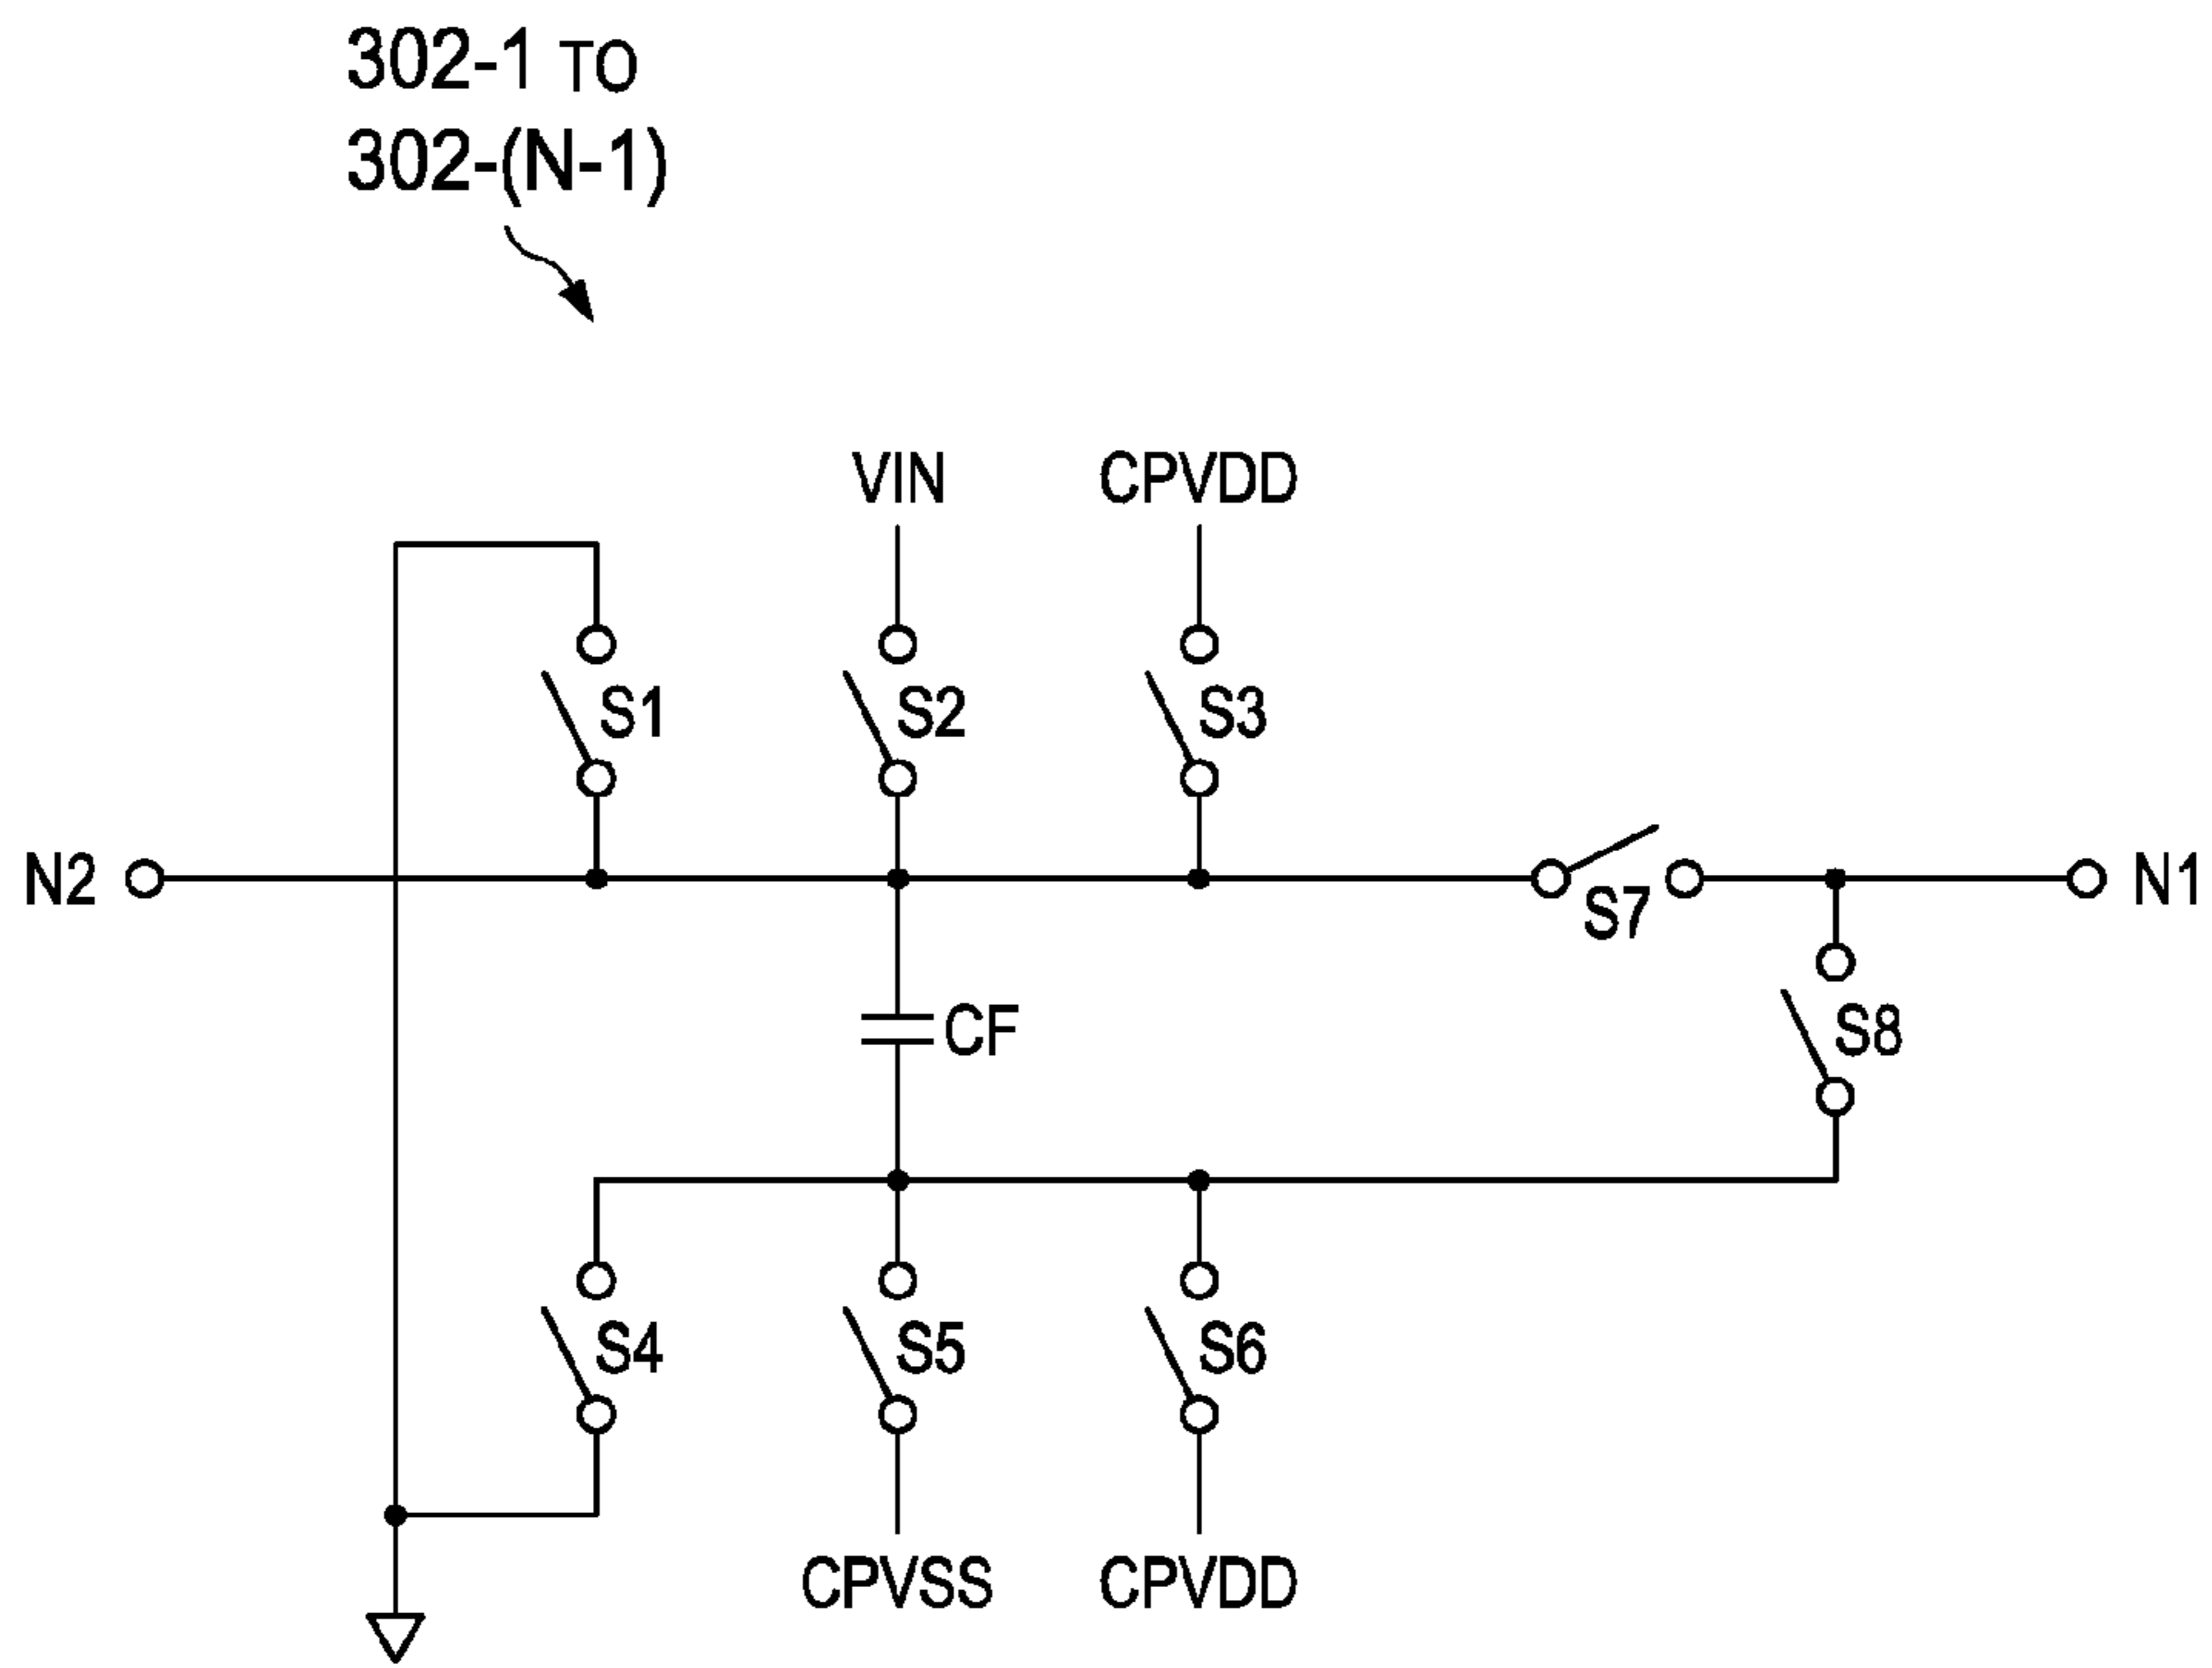 302-1 TO
302-(N-1)
VIN
CPVDD
S1
S2
S3
N2
S7
N1
CF
S8
S4
S5
S6
CPVSS
CPVDD